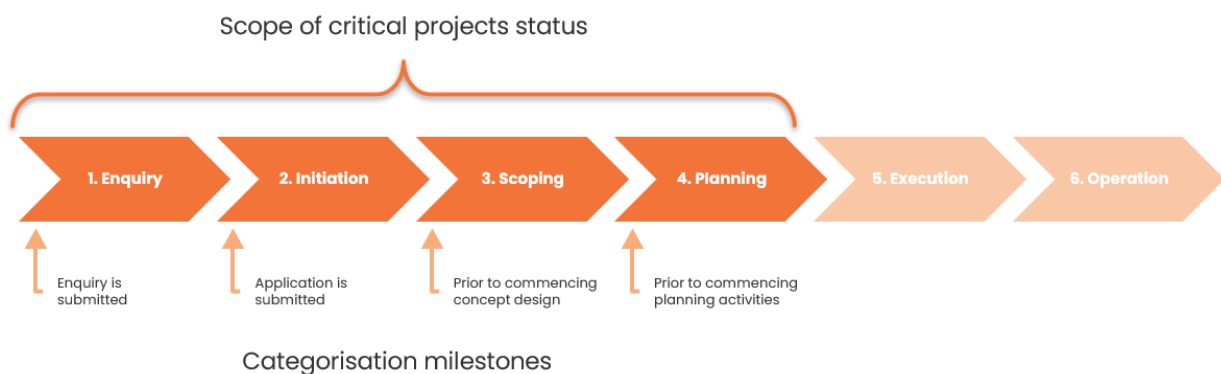 Scope of critical projects status
1. Enquiry
2. Initiation
3. Scoping
4. Planning
5. Execution
6. Operation
Enquiry is
submitted
Application is
submitted
Prior to commencing
concept design
Prior to commencing
planning activities
Categorisation milestones